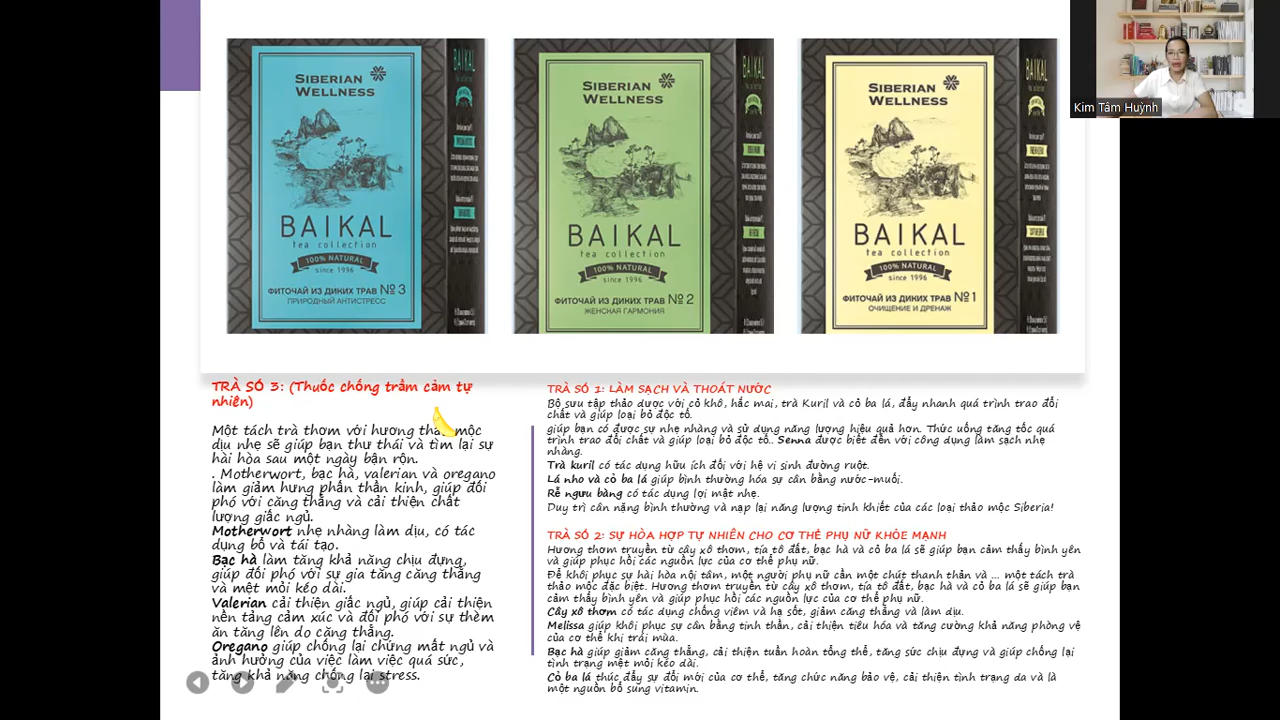 SIBERIAN
WELLNESS
BAIKAL
tea collection
100% NATURAL
since 1996
ФИТОЧАЙ ИЗ ДИКИХ ТРАВ №3
ПРИРОДНЫЙ АНТИСТРЕСС
BAIKAL
SIBERIAN
WELLNESS
BAIKAL
tea collection
100% NATURAL
since 1996
ФИТОЧАЙ ИЗ ДИКИХ ТРАВ №2
ЖЕНСКАЯ ГАРМОНИЯ
BAIKAL
SIBERIAN
WELLNESS
BAIKAL
tea collection
100% NATURAL
since 1996
ФИТОЧАЙ ИЗ ДИКИХ ТРАВ №1
ОЧИЩЕНИЕ И ДРЕНАЖ
BAIKAL
Kim Tâm Huỳnh
TRÀ SỐ 3: (Thuốc chống trầm cảm tự
nhiên)
Một tách trà thơm với hương thảo mộc
dịu nhẹ sẽ giúp bạn thư thái và tìm lại sự
hài hòa sau một ngày bận rộn.
. Motherwort, bạc hà, valerian và oregano
làm giảm hưng phấn thần kinh, giúp đối
phó với căng thẳng và cải thiện chất
lượng giấc ngủ.
Motherwort nhẹ nhàng làm dịu, có tác
dụng bổ và tái tạo.
Bạc hà làm tăng khả năng chịu đựng,
giúp đối phó với sự gia tăng căng thẳng
và mệt mỏi kéo dài.
Valerian cải thiện giấc ngủ, giúp cải thiện
nền tảng cảm xúc và đối phó với sự thèm
ăn tăng lên do căng thẳng.
Oregano giúp chống lại chứng mất ngủ và
ảnh hưởng của việc làm việc quá sức,
tăng khả năng chống lại stress.
TRÀ SỐ 1: LÀM SẠCH VÀ THOÁT NƯỚC
Bộ sưu tập thảo dược với cỏ khô, hắc mai, trà Kuril và cỏ ba lá, đẩy nhanh quá trình trao đổi
chất và giúp loại bỏ độc tố.
giúp bạn có được sự nhẹ nhàng và sử dụng năng lượng hiệu quả hơn. Thức uống tăng tốc quá
trình trao đổi chất và giúp loại bỏ độc tố.. Senna được biết đến với công dụng làm sạch nhẹ
nhàng.
Trà kuril có tác dụng hữu ích đối với hệ vi sinh đường ruột.
Lá nho và cỏ ba lá giúp bình thường hóa sự cân bằng nước-muối.
Rễ ngưu bàng có tác dụng lợi mật nhẹ.
Duy trì cân nặng bình thường và nạp lại năng lượng tinh khiết của các loại thảo mộc Siberia!
TRÀ SỐ 2: SỰ HÒA HỢP TỰ NHIÊN CHO CƠ THỂ PHỤ NỮ KHỎE MẠNH
Hương thơm truyền từ cây xô thơm, tía tô đất, bạc hà và cỏ ba lá sẽ giúp bạn cảm thấy bình yên
và phục hồi các nguồn lực của cơ thể phụ nữ.
Để khôi phục sự hài hòa nội tâm, một người phụ nữ cần một chút thanh thản và ... một tách trà
thảo mộc đặc biệt. Hương thơm truyền từ cây xô thơm, tía tô đất, bạc hà và cỏ ba lá sẽ giúp bạn
cảm thấy bình yên và giúp phục hồi các nguồn lực của cơ thể phụ nữ.
Cây xô thơm có tác dụng chống viêm và hạ sốt, giảm căng thẳng và làm dịu.
Melissa giúp khôi phục sự cân bằng tinh thần, cải thiện tiêu hóa và tăng cường khả năng phòng vệ
của cơ thể khi trái mùa.
Bạc hà giúp giảm căng thẳng, cải thiện tuần hoàn tổng thể, tăng sức chịu đựng và giúp chống lại
tình trạng mệt mỏi kéo dài.
Cỏ ba lá thúc đẩy sự đổi mới của cơ thể, tăng chức năng bảo vệ, cải thiện tình trạng da và là
một nguồn bổ sung vitamin.